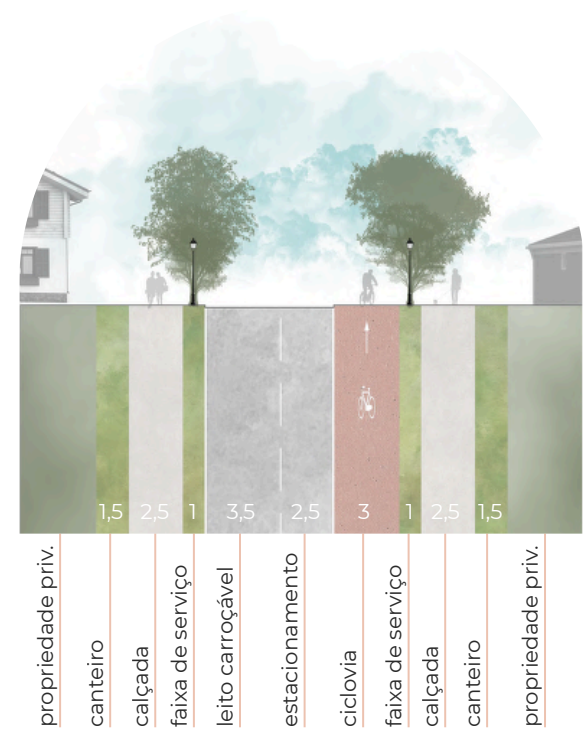 1,5 2,5 1 3,5 2,5 3 1 2,5 1,5
propriedade priv.
canteiro
calçada
faixa de serviço
leito carroçável
estacionamento
ciclovia
faixa de serviço
calçada
canteiro
propriedade priv.